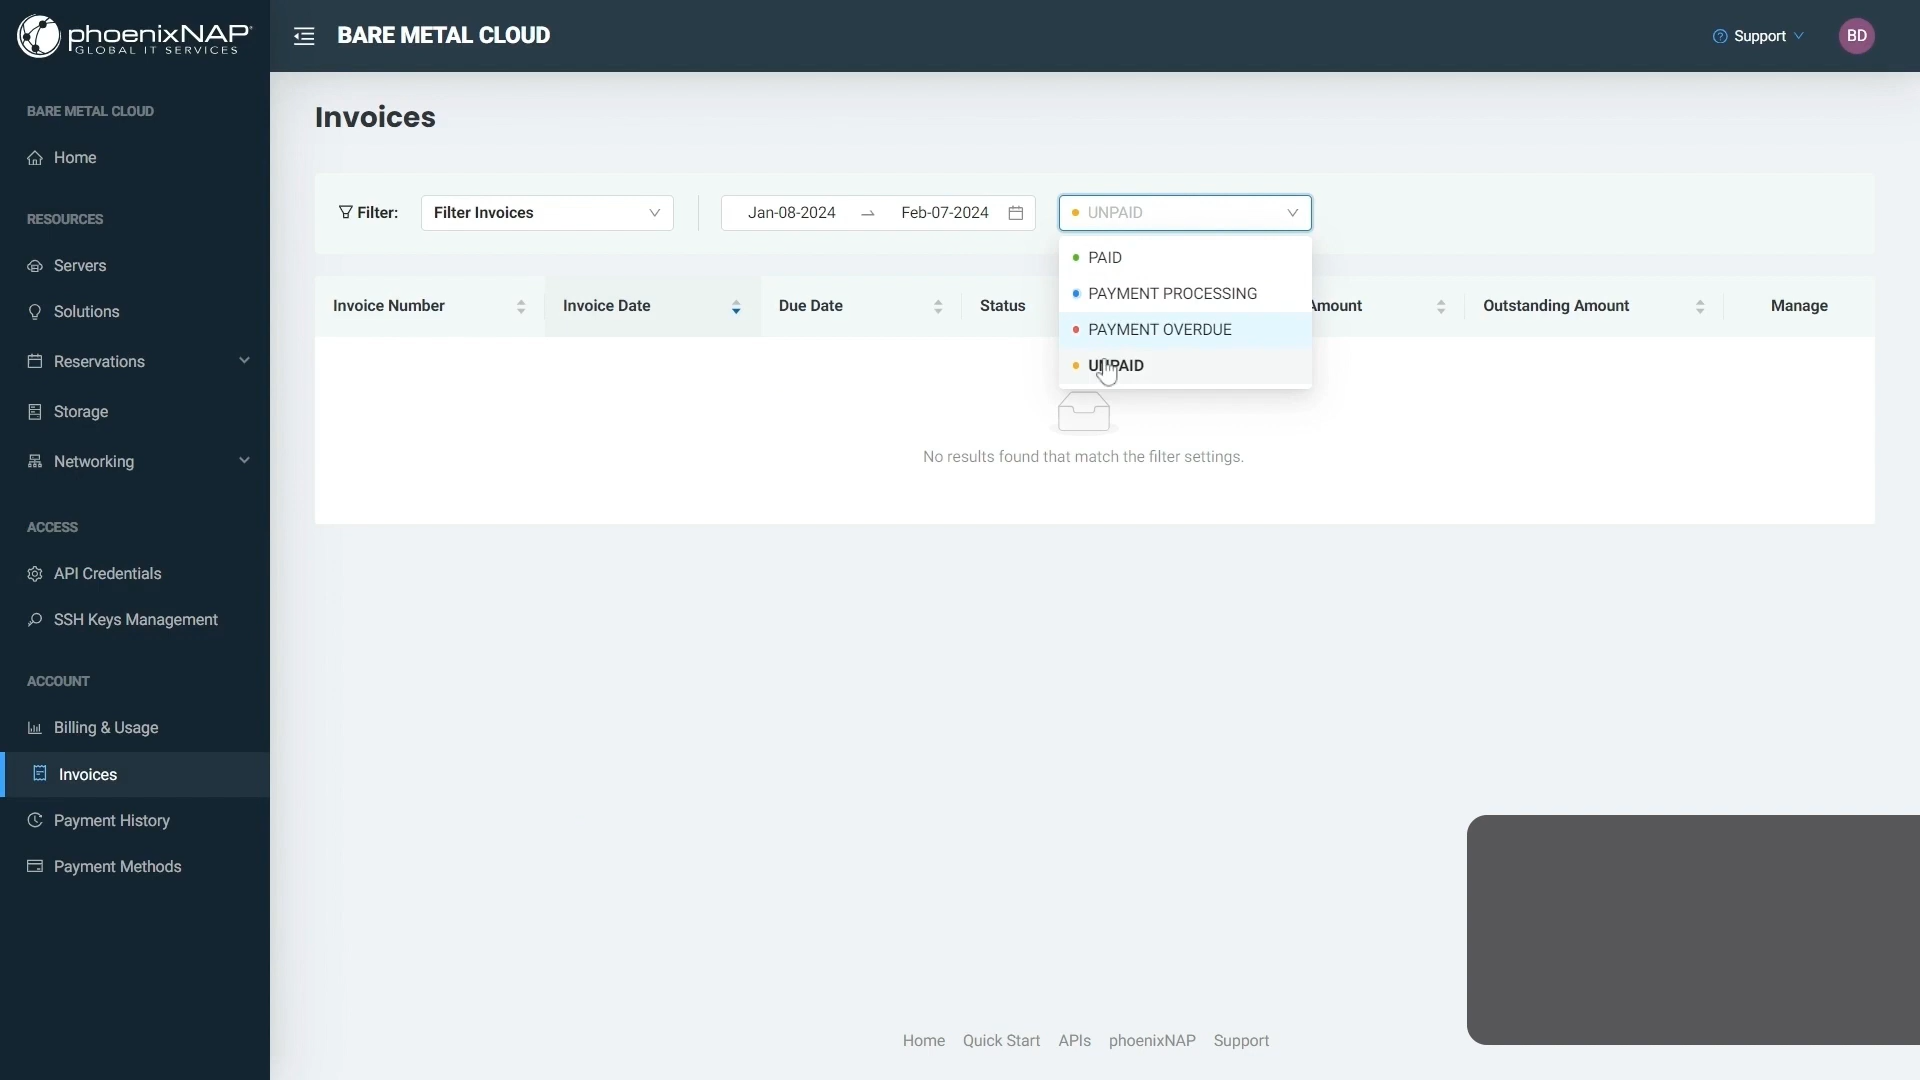 phoenixNAP
GLOBAL IT SERVICES
BARE METAL CLOUD
Support
BD
BARE METAL CLOUD
Home
RESOURCES
Servers
Solutions
Reservations
Storage
Networking
ACCESS
API Credentials
SSH Keys Management
ACCOUNT
Billing & Usage
Invoices
Payment History
Payment Methods
Invoices
Filter: Filter Invoices Jan-08-2024 Feb-07-2024 UNPAID
PAID
PAYMENT PROCESSING
PAYMENT OVERDUE
UNPAID
Invoice Number Invoice Date Due Date Status Amount Outstanding Amount Manage
No results found that match the filter settings.
Home Quick Start APIs phoenixNAP Support